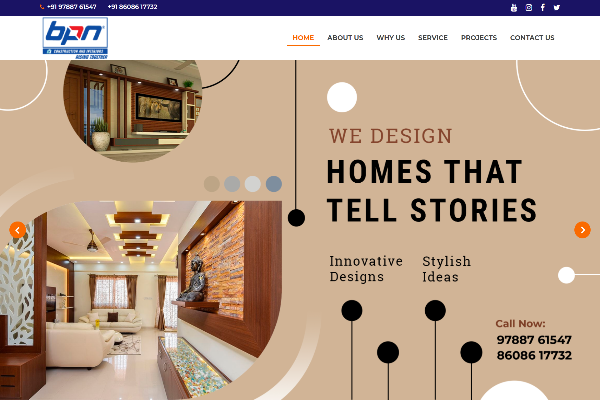 +91 97887 61547 +91 86086 17732
bpn
CONSTRUCTION AND INTERIORS
RISING TOGETHER
HOME ABOUT US WHY US SERVICE PROJECTS CONTACT US
WE DESIGN
HOMES THAT
TELL STORIES
Innovative
Designs
Stylish
Ideas
Call Now:
97887 61547
86086 17732